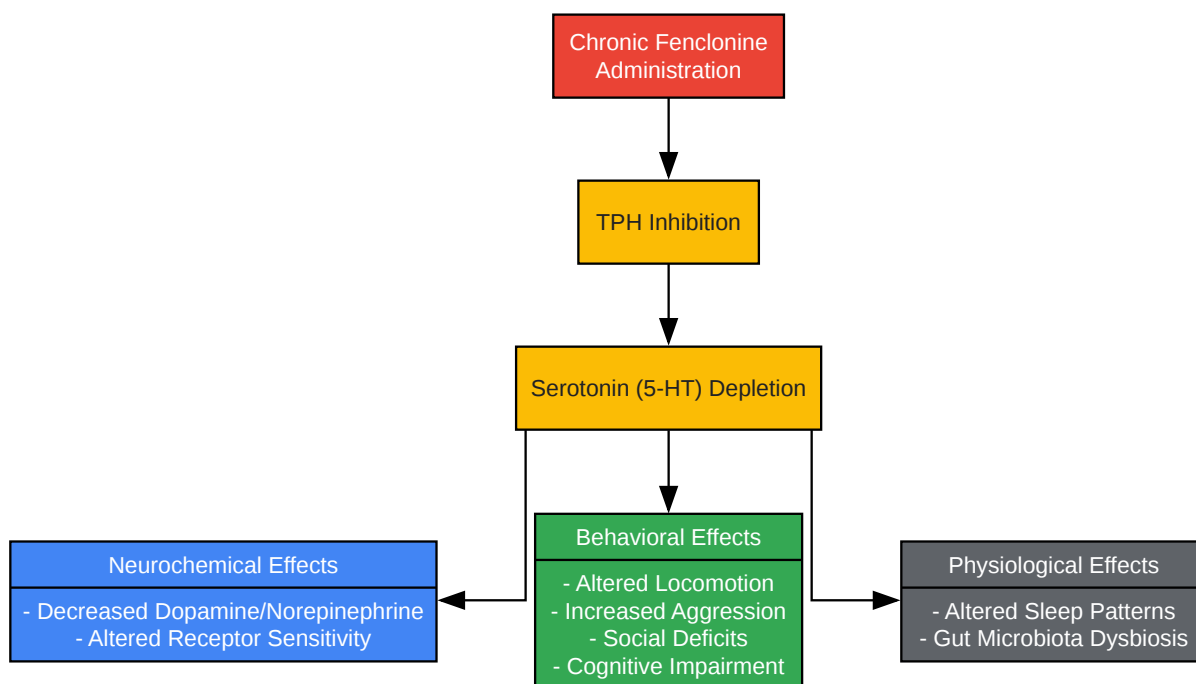 Chronic Fenclonine
Administration
TPH Inhibition
Serotonin (5-HT) Depletion
Neurochemical Effects
- Decreased Dopamine/Norepinephrine
- Altered Receptor Sensitivity
Behavioral Effects
- Altered Locomotion
- Increased Aggression
- Social Deficits
- Cognitive Impairment
Physiological Effects
- Altered Sleep Patterns
- Gut Microbiota Dysbiosis